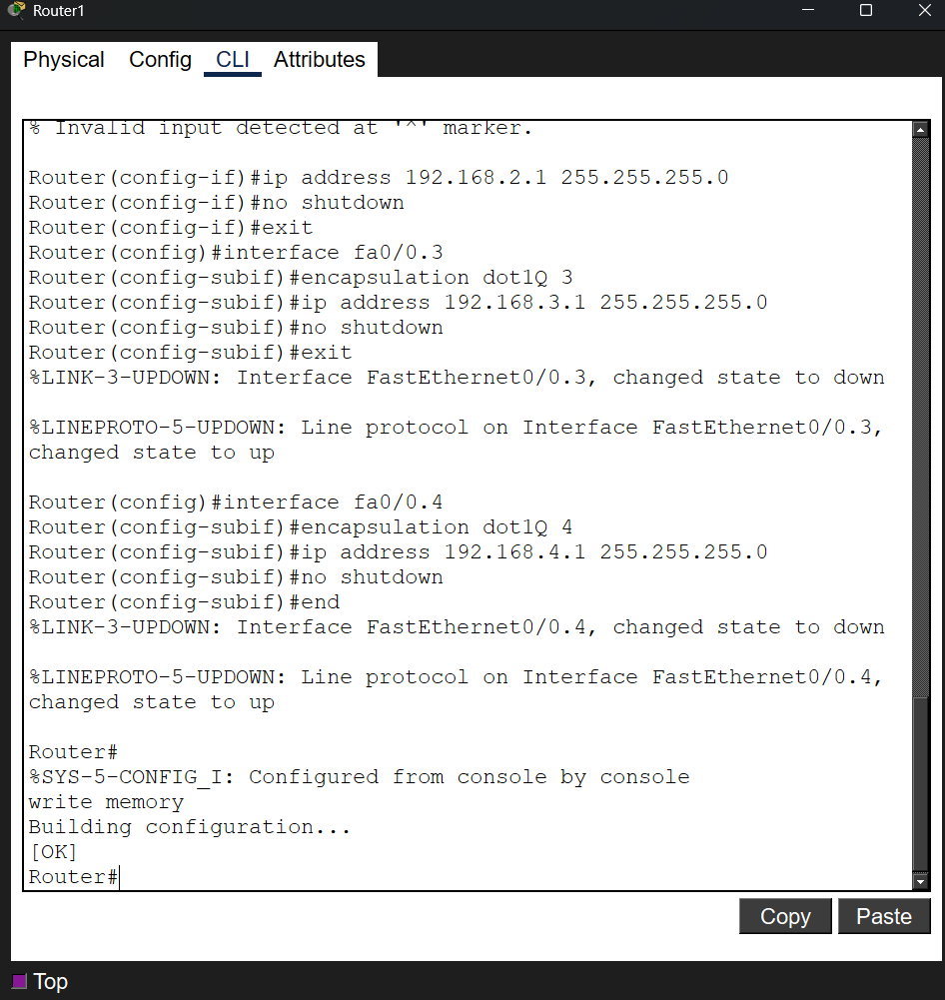 Router1
Physical Config CLI Attributes
% Invalid input detected at '^' marker.
Router(config-if)#ip address 192.168.2.1 255.255.255.0
Router(config-if)#no shutdown
Router(config-if)#exit
Router(config)#interface fa0/0.3
Router(config-subif)#encapsulation dot1Q 3
Router(config-subif)#ip address 192.168.3.1 255.255.255.0
Router(config-subif)#no shutdown
Router(config-subif)#exit
%LINK-3-UPDOWN: Interface FastEthernet0/0.3, changed state to down
%LINEPROTO-5-UPDOWN: Line protocol on Interface FastEthernet0/0.3,
changed state to up
Router(config)#interface fa0/0.4
Router(config-subif)#encapsulation dot1Q 4
Router(config-subif)#ip address 192.168.4.1 255.255.255.0
Router(config-subif)#no shutdown
Router(config-subif)#end
%LINK-3-UPDOWN: Interface FastEthernet0/0.4, changed state to down
%LINEPROTO-5-UPDOWN: Line protocol on Interface FastEthernet0/0.4,
changed state to up
Router#
%SYS-5-CONFIG_I: Configured from console by console
write memory
Building configuration...
[OK]
Router#
Copy Paste
Top